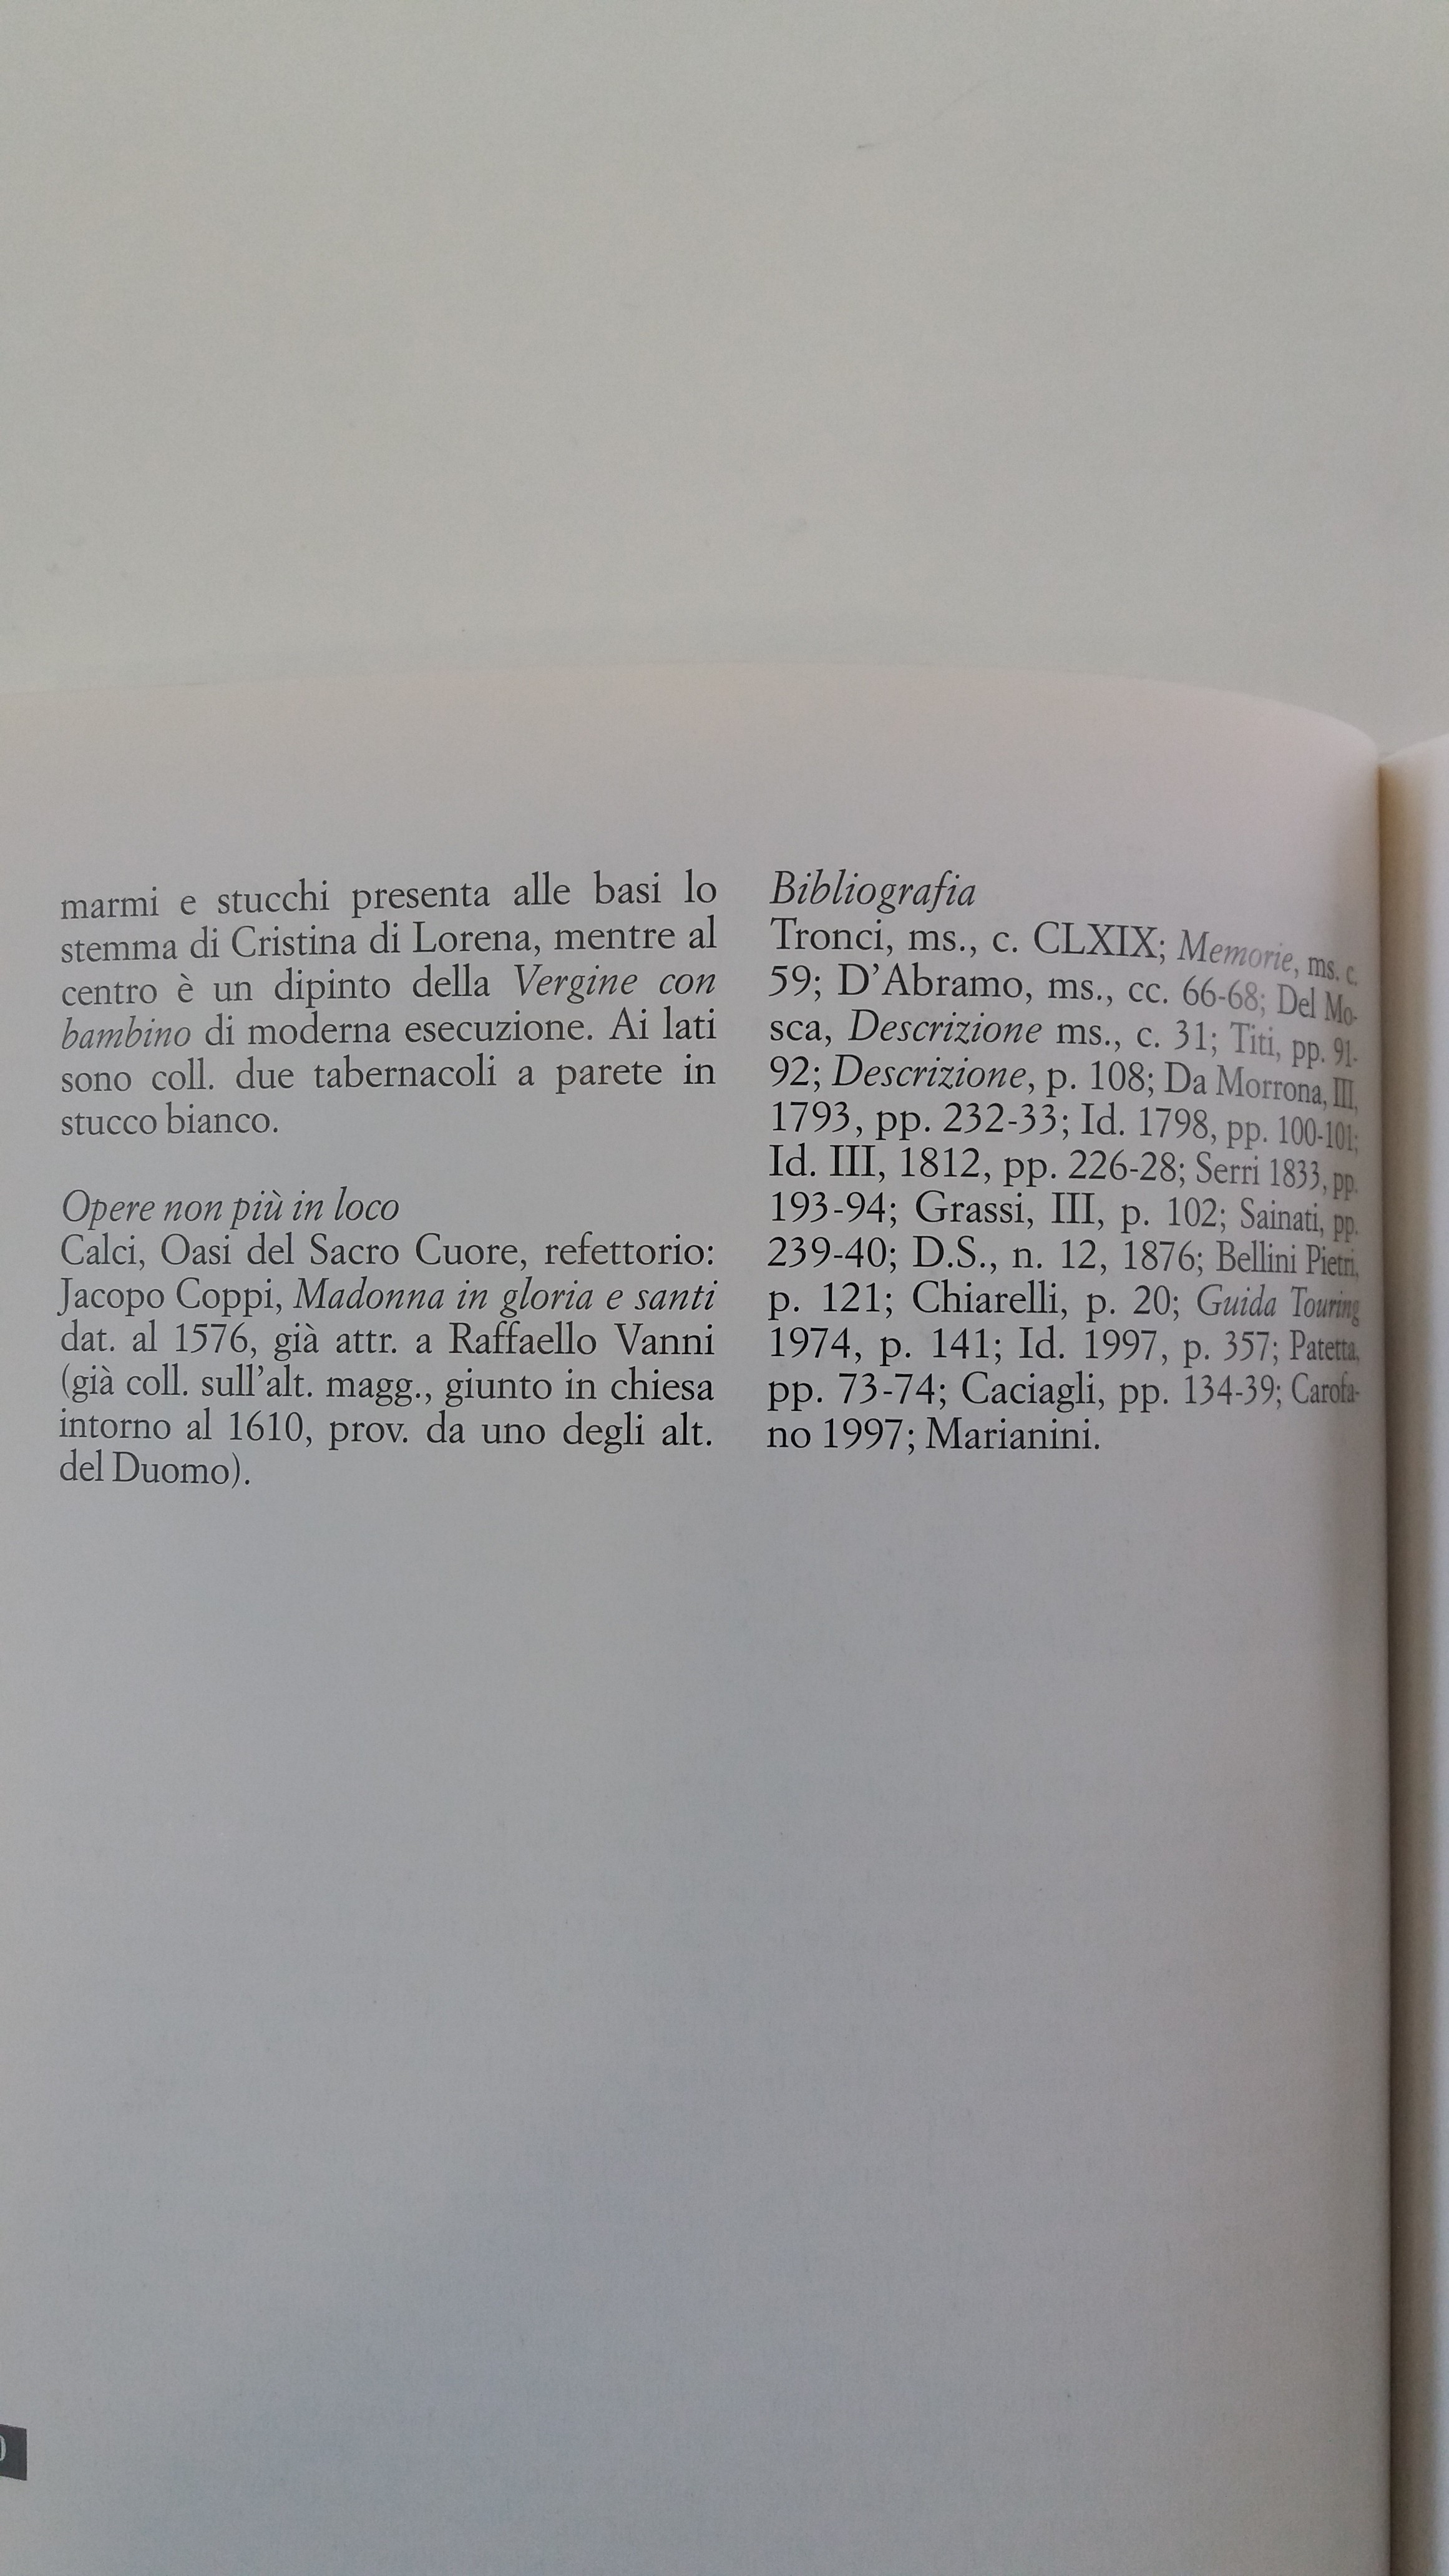 marmi e stucchi presenta alle basi lo
stemma di Cristina di Lorena, mentre al
centro è un dipinto della Vergine con
bambino di moderna esecuzione. Ai lati
sono coll. due tabernacoli a parete in
stucco bianco.
Opere non più in loco
Calci, Oasi del Sacro Cuore, refettorio:
Jacopo Coppi, Madonna in gloria e santi
dat. al 1576, già attr. a Raffaello Vanni
(già coll. sull'alt. magg., giunto in chiesa
intorno al 1610, prov. da uno degli alt.
del Duomo).
Bibliografia
Tronci, ms., c. CLXIX; Memorie, ms. c.
59; D'Abramo, ms., cc. 66-68; Del Mo-
sca, Descrizione ms., c. 31; Titi, pp. 91-
92; Descrizione, p. 108; Da Morrona, III,
1793, pp. 232-33; Id. 1798, pp. 100-101;
Id. III, 1812, pp. 226-28; Serri 1833, pp.
193-94; Grassi, III, p. 102; Sainati, pp.
239-40; D.S., n. 12, 1876; Bellini Pietri,
p. 121; Chiarelli, p. 20; Guida Touring
1974, p. 141; Id. 1997, p. 357; Patetta,
pp. 73-74; Caciagli, pp. 134-39; Carofa-
no 1997; Marianini.